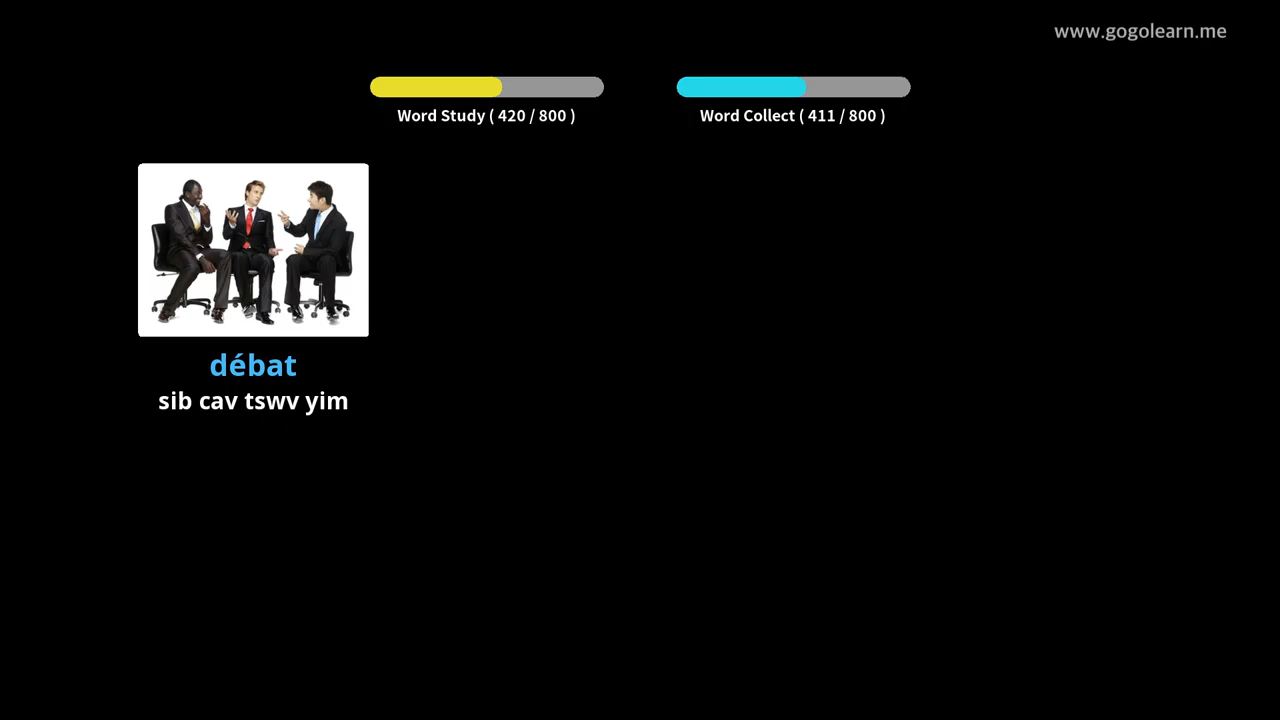 www.gogolearn.me
Word Study ( 420 / 800 )
Word Collect ( 411 / 800 )
débat
sib cav tswv yim